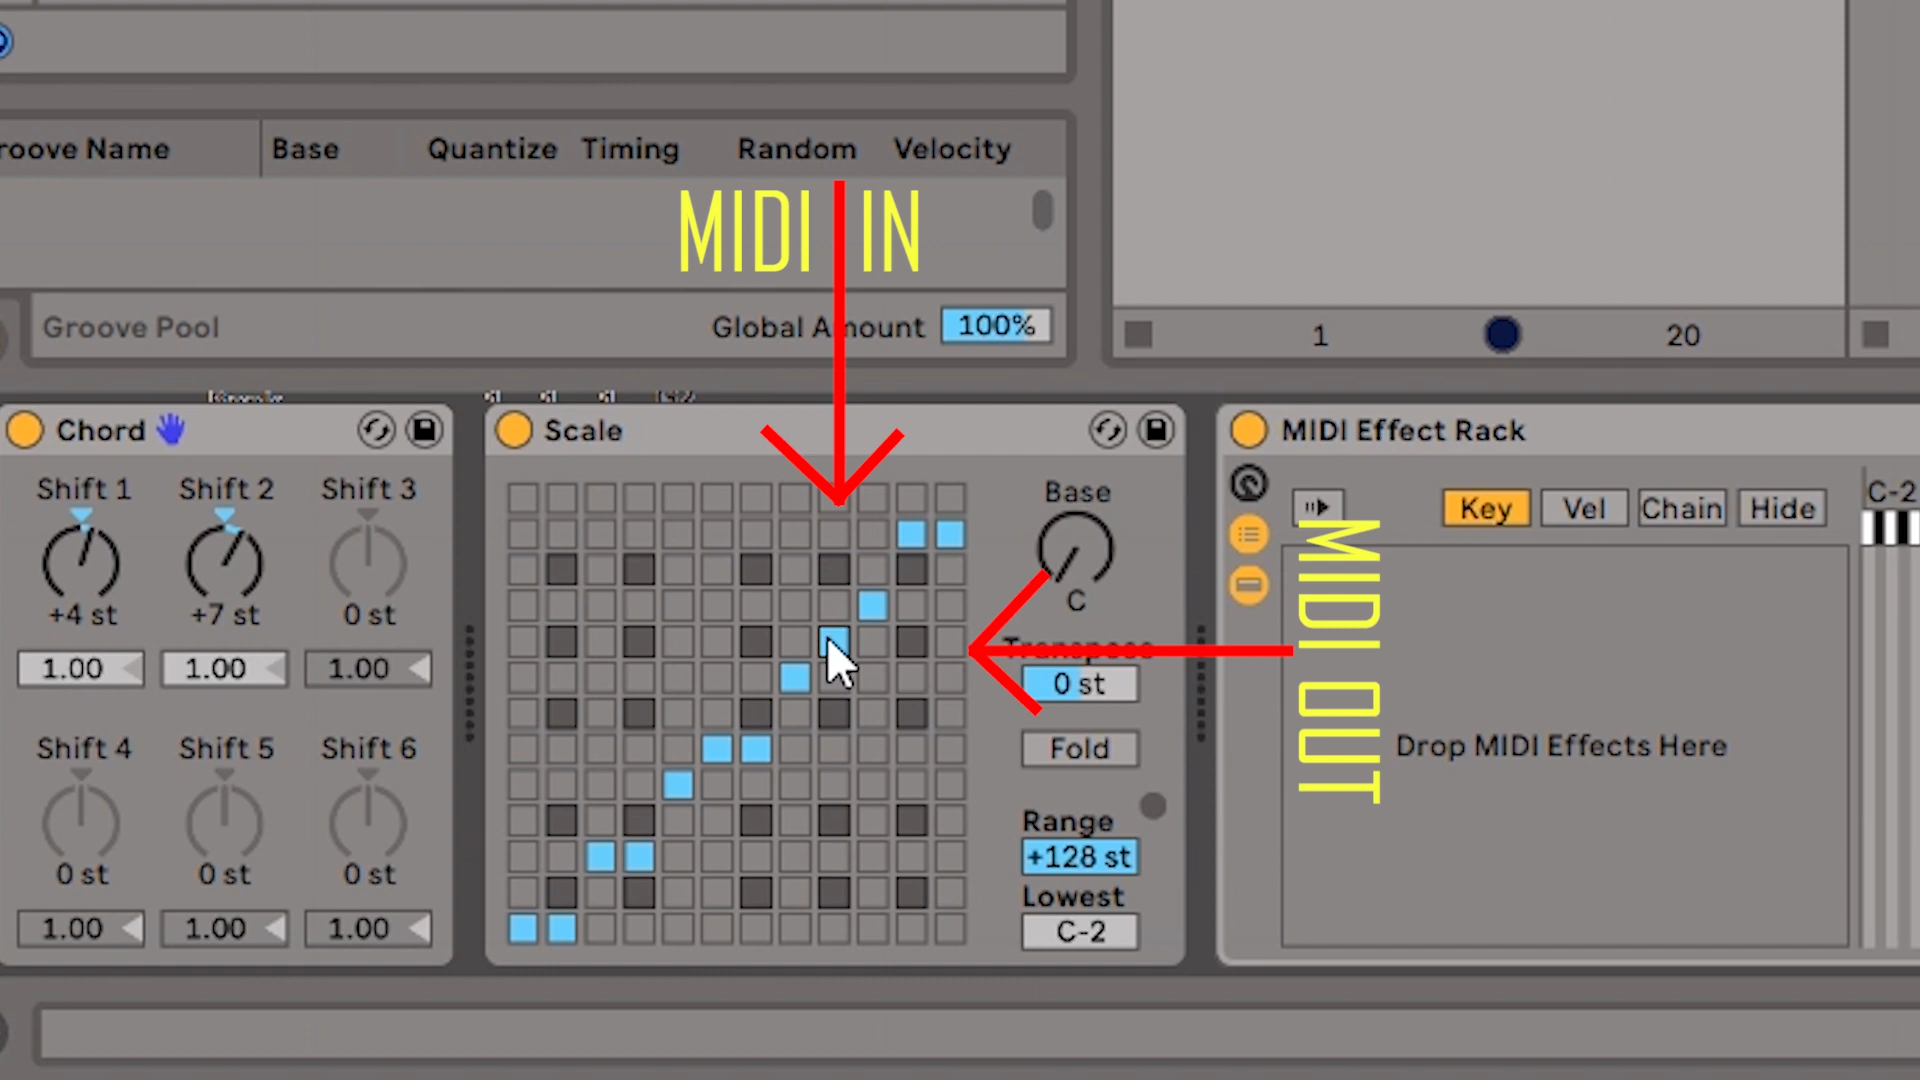 roove Name Base Quantize Timing Random Velocity
MIDI IN
Groove Pool Global Amount 100%
1 20
Chord Scale MIDI Effect Rack
Shift 1 Shift 2 Shift 3
+4 st +7 st 0 st
1.00 1.00 1.00
Shift 4 Shift 5 Shift 6
0 st 0 st 0 st
1.00 1.00 1.00
Base
C
Transpose
0 st
Fold
Range
+128 st
Lowest
C-2
Key Vel Chain Hide
C-2
MIDI OUT
Drop MIDI Effects Here